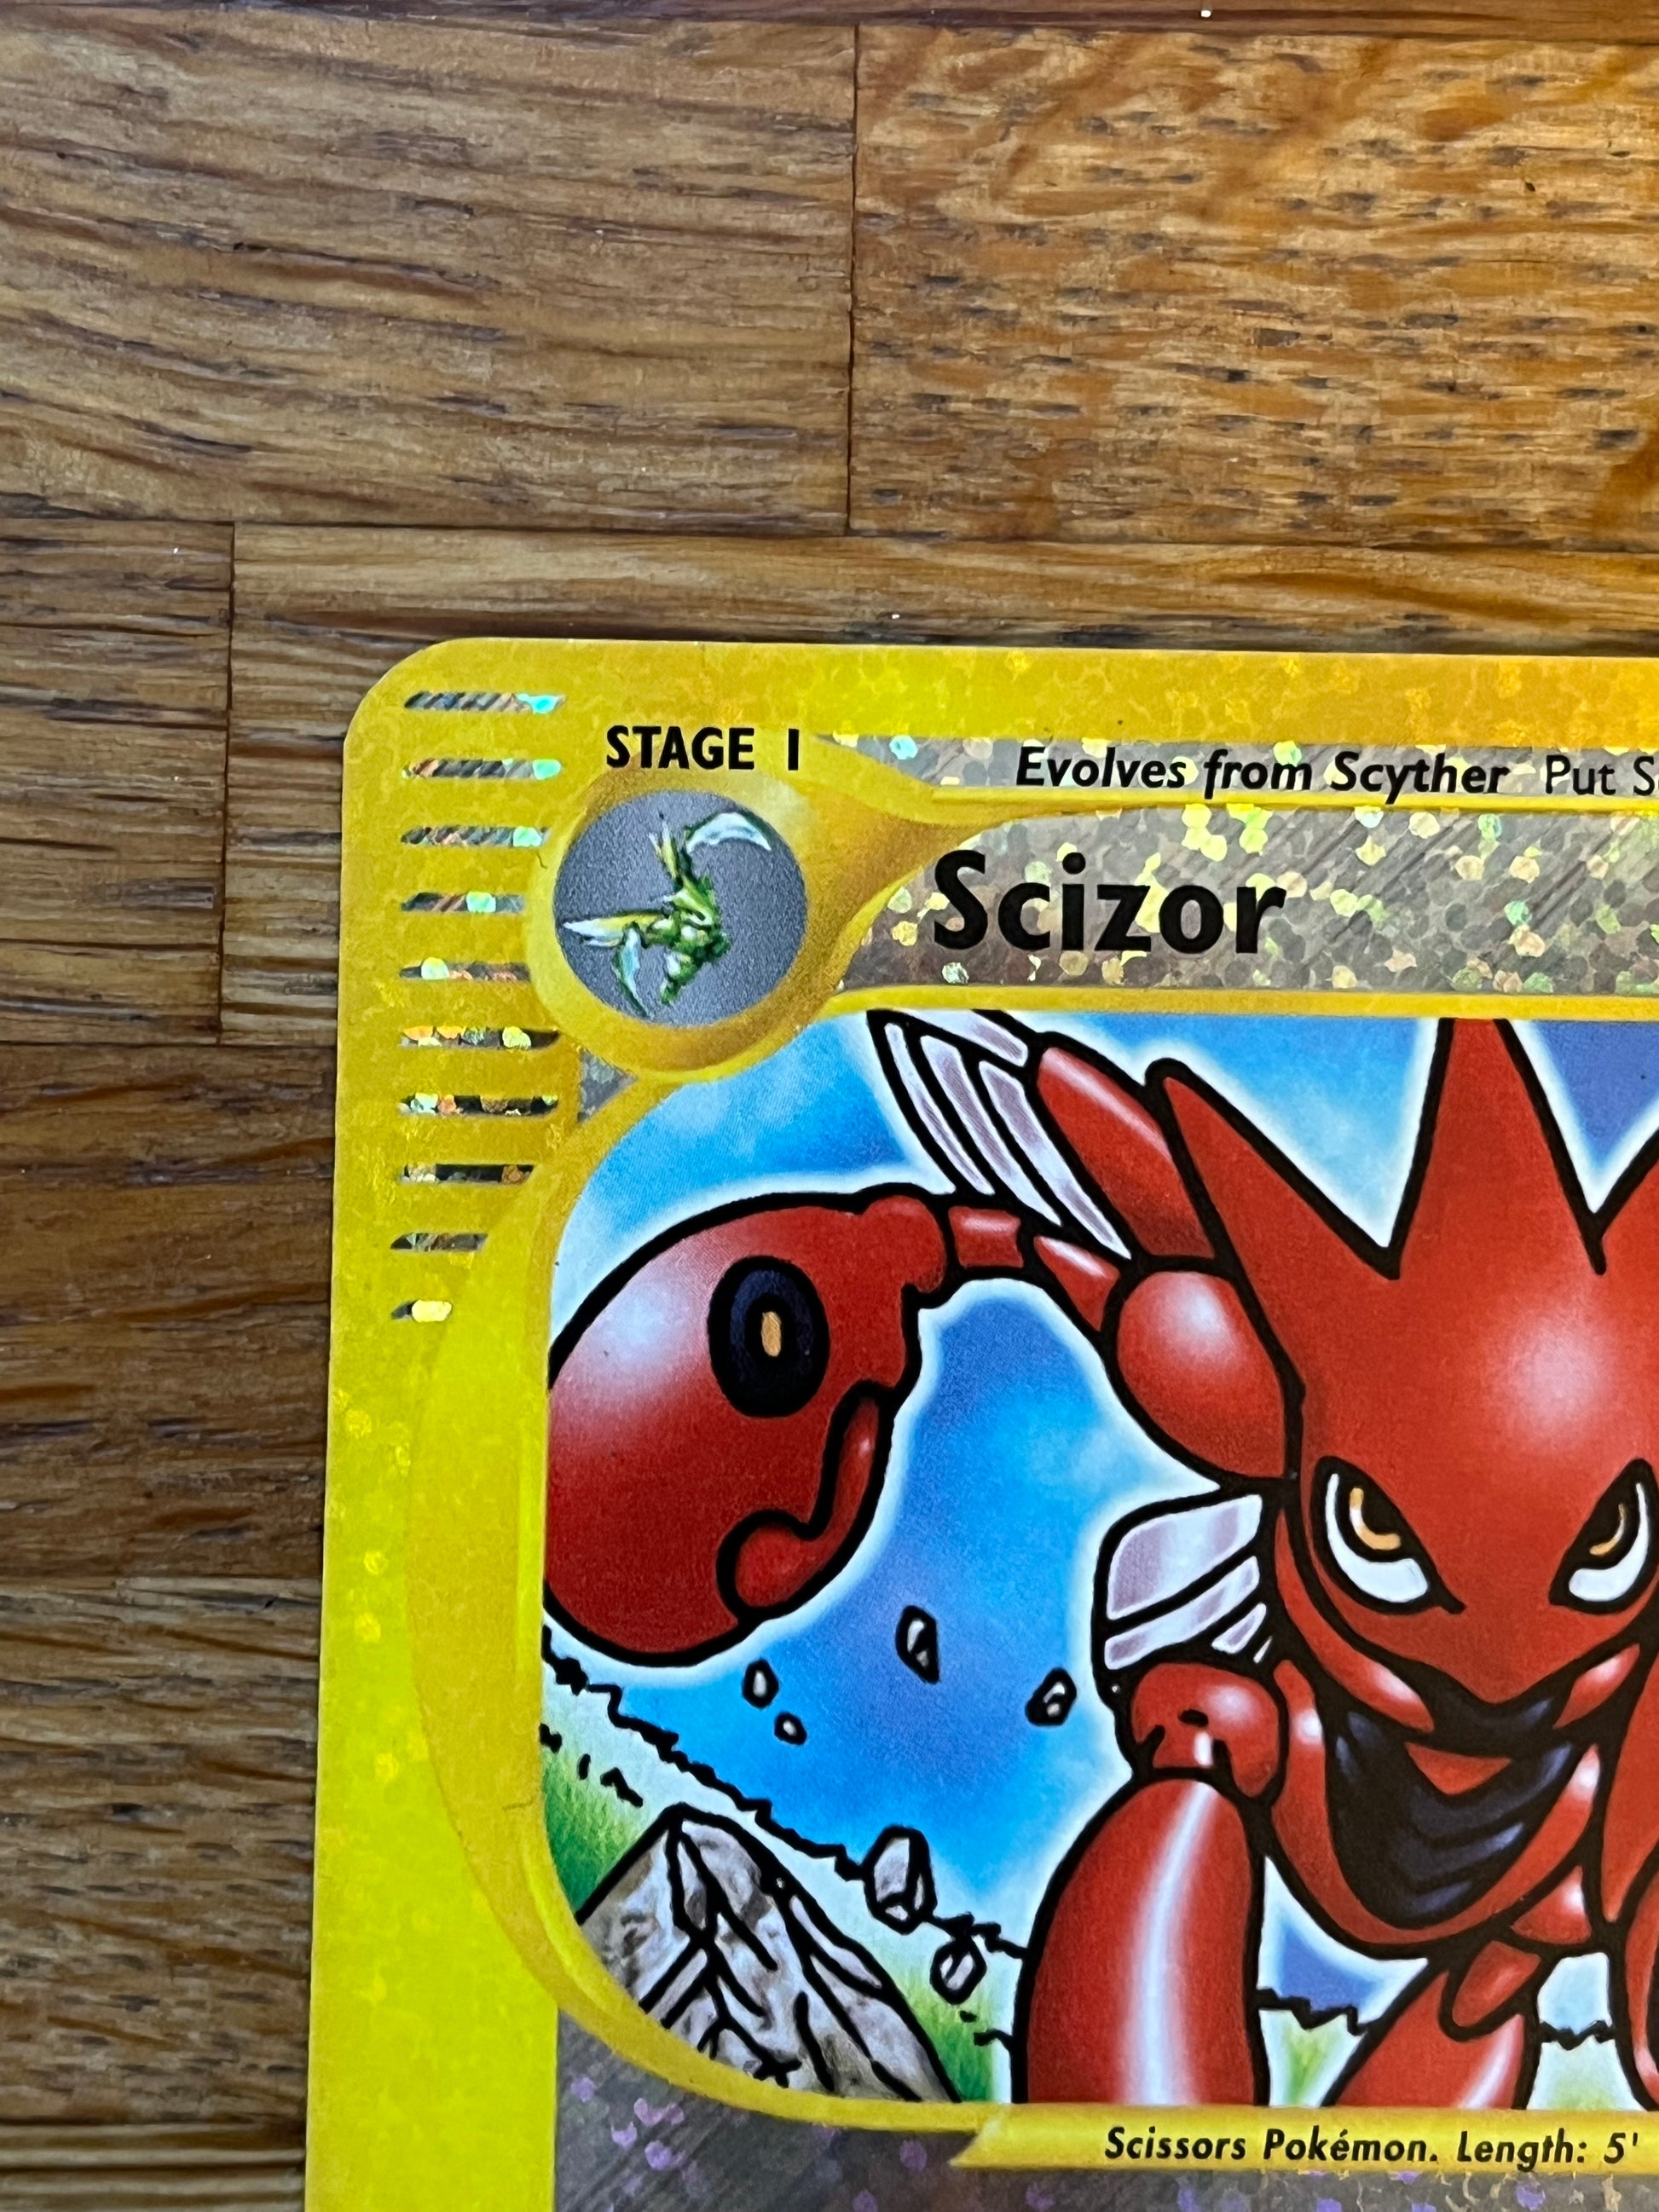 STAGE 1
Evolves from Scyther Put
Scizor
Scissors Pokémon. Length: 5'